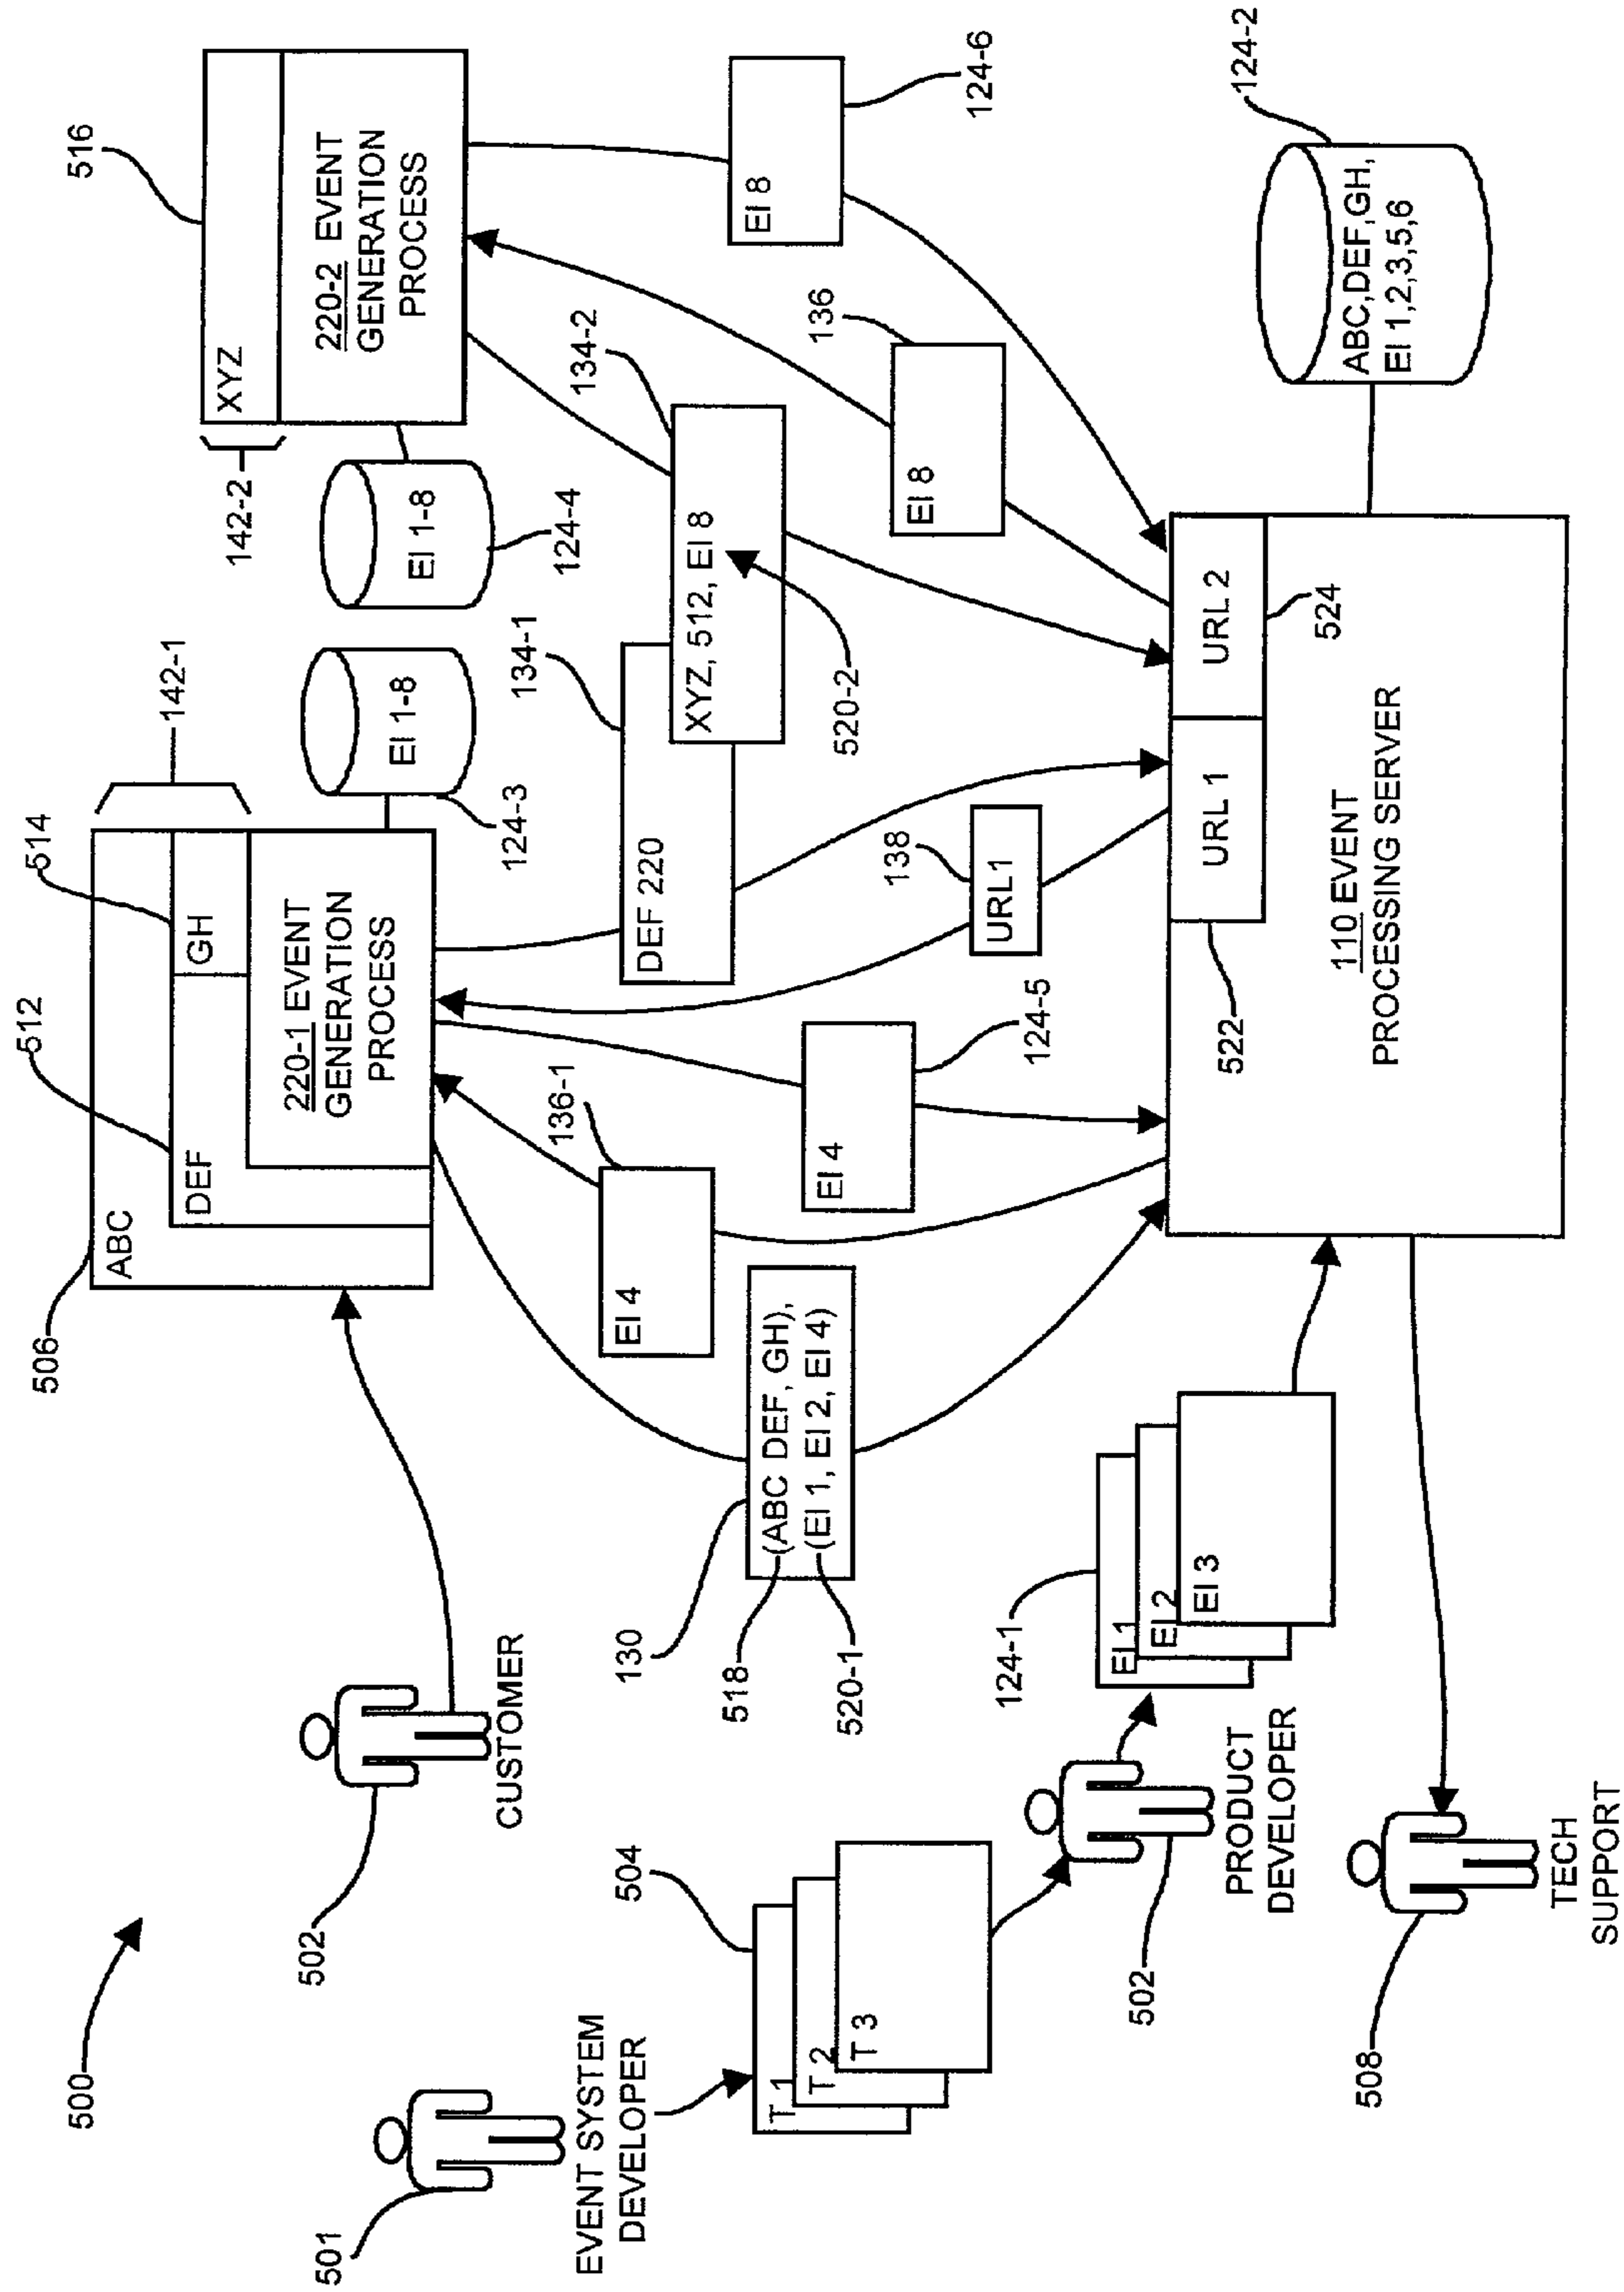 500
501
EVENT SYSTEM
DEVELOPER
T 1
T 2
T 3
504
502
CUSTOMER
502
PRODUCT
DEVELOPER
508
TECH
SUPPORT
124-1
EI 1
EI 2
EI 3
506
ABC
512
DEF
514
GH
142-1
220-1 EVENT
GENERATION
PROCESS
EI 1-8
124-3
516
XYZ
142-2
220-2 EVENT
GENERATION
PROCESS
EI 1-8
124-4
130
518
(ABC DEF, GH),
520-1
(EI 1, EI 2, EI 4)
136-1
EI 4
124-5
EI 4
138
URL1
134-1
DEF 220
134-2
XYZ, 512, EI 8
520-2
136
EI 8
124-6
EI 8
522
URL 1
URL 2
524
110 EVENT
PROCESSING SERVER
124-2
ABC,DEF,GH,
EI 1,2,3,5,6